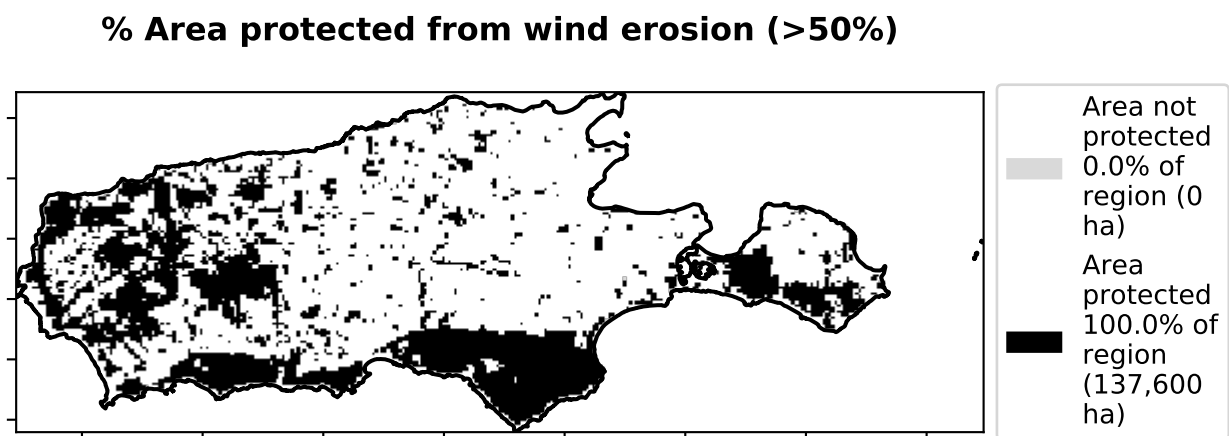 % Area protected from wind erosion (>50%)
Area not
protected
0.0% of
region (0
ha)
Area
protected
100.0% of
region
(137,600
ha)